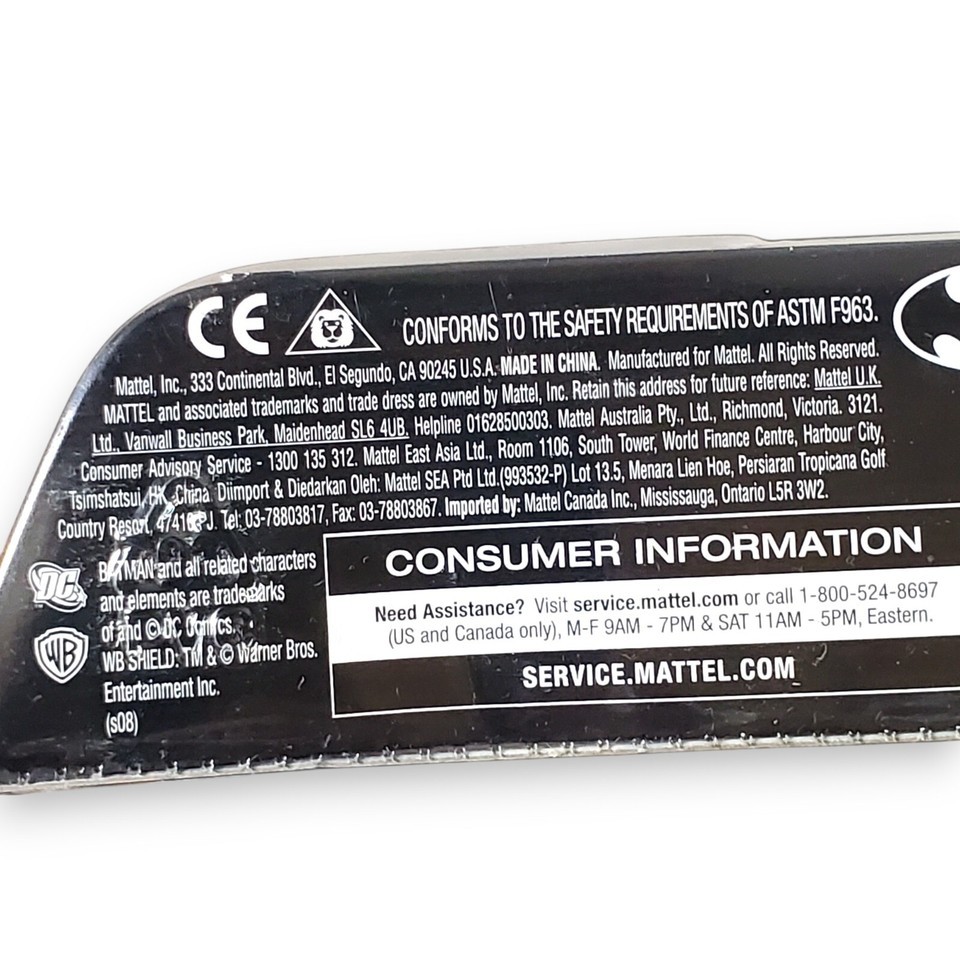 CE
CONFORMS TO THE SAFETY REQUIREMENTS OF ASTM F963.
Mattel, Inc., 333 Continental Blvd., El Segundo, CA 90245 U.S.A. MADE IN CHINA. Manufactured for Mattel. All Rights Reserved.
MATTEL and associated trademarks and trade dress are owned by Mattel, Inc. Retain this address for future reference: Mattel U.K.
Ltd., Vanwall Business Park, Maidenhead SL6 4UB. Helpline 01628500303. Mattel Australia Pty., Ltd., Richmond, Victoria. 3121.
Consumer Advisory Service - 1300 135 312. Mattel East Asia Ltd., Room 1106, South Tower, World Finance Centre, Harbour City,
Tsimshatsui, HK, China. Diimport & Diedarkan Oleh: Mattel SEA Ptd Ltd.(993532-P) Lot 13.5, Menara Lien Hoe, Persiaran Tropicana Golf
Country Resort, 47410 PJ. Tel: 03-78803817, Fax: 03-78803867. Imported by: Mattel Canada Inc., Mississauga, Ontario L5R 3W2.
DC
BATMAN and all related characters
and elements are trademarks
of and © DC Comics.
WB
WB SHIELD: TM & © Warner Bros.
Entertainment Inc.
(s08)
CONSUMER INFORMATION
Need Assistance? Visit service.mattel.com or call 1-800-524-8697
(US and Canada only), M-F 9AM - 7PM & SAT 11AM - 5PM, Eastern.
SERVICE.MATTEL.COM